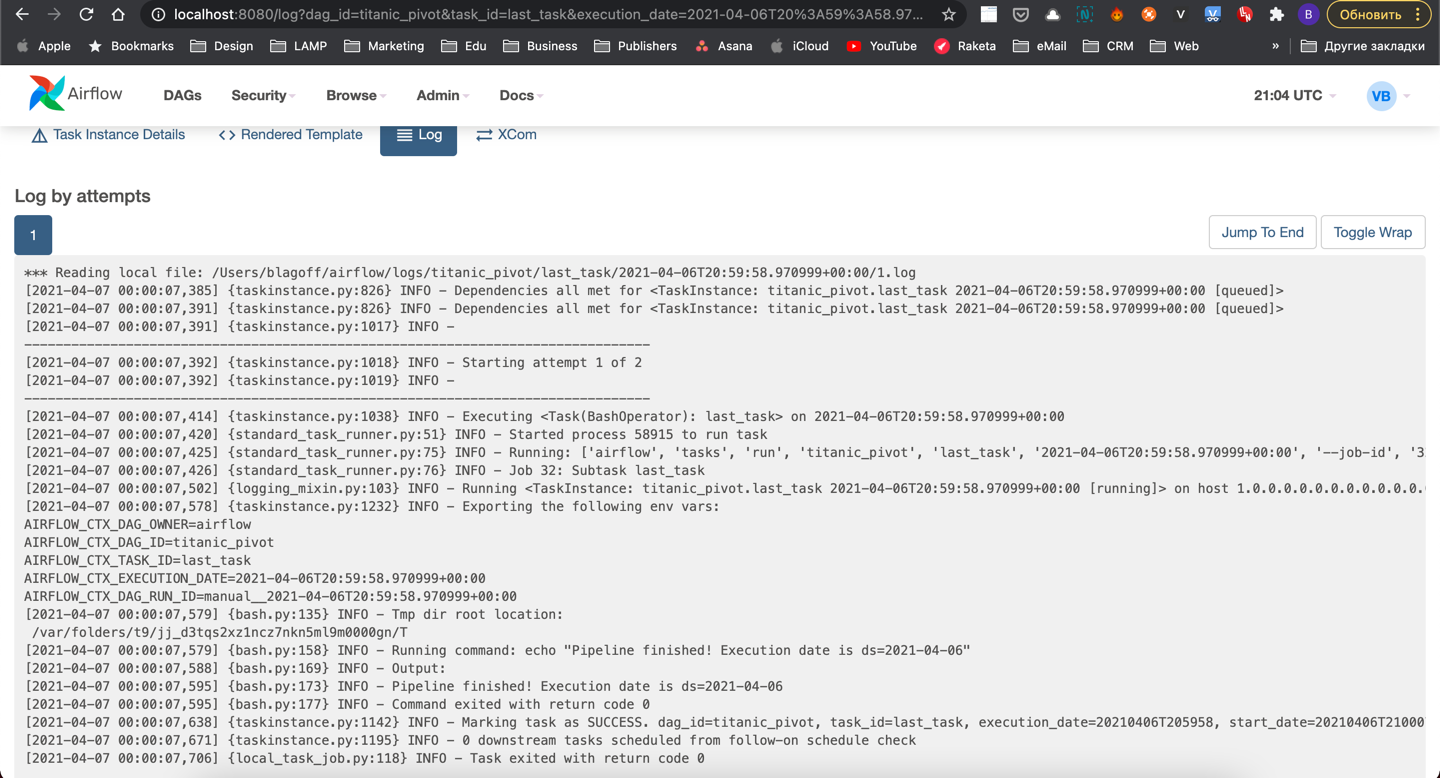 localhost:8080/log?dag_id=titanic_pivot&task_id=last_task&execution_date=2021-04-06T20%3A59%3A58.97...
V
N
B
Обновить
Apple Bookmarks Design LAMP Marketing Edu Business Publishers Asana iCloud YouTube Raketa eMail CRM Web » Другие закладки
Airflow DAGs Security Browse Admin Docs 21:04 UTC VB
Task Instance Details <> Rendered Template Log XCom
Log by attempts
1
Jump To End Toggle Wrap
*** Reading local file: /Users/blagoff/airflow/logs/titanic_pivot/last_task/2021-04-06T20:59:58.970999+00:00/1.log
[2021-04-07 00:00:07,385] {taskinstance.py:826} INFO - Dependencies all met for <TaskInstance: titanic_pivot.last_task 2021-04-06T20:59:58.970999+00:00 [queued]>
[2021-04-07 00:00:07,391] {taskinstance.py:826} INFO - Dependencies all met for <TaskInstance: titanic_pivot.last_task 2021-04-06T20:59:58.970999+00:00 [queued]>
[2021-04-07 00:00:07,391] {taskinstance.py:1017} INFO -
--------------------------------------------------------------------------------
[2021-04-07 00:00:07,392] {taskinstance.py:1018} INFO - Starting attempt 1 of 2
[2021-04-07 00:00:07,392] {taskinstance.py:1019} INFO -
--------------------------------------------------------------------------------
[2021-04-07 00:00:07,414] {taskinstance.py:1038} INFO - Executing <Task(BashOperator): last_task> on 2021-04-06T20:59:58.970999+00:00
[2021-04-07 00:00:07,420] {standard_task_runner.py:51} INFO - Started process 58915 to run task
[2021-04-07 00:00:07,425] {standard_task_runner.py:75} INFO - Running: ['airflow', 'tasks', 'run', 'titanic_pivot', 'last_task', '2021-04-06T20:59:58.970999+00:00', '--job-id', '3
[2021-04-07 00:00:07,426] {standard_task_runner.py:76} INFO - Job 32: Subtask last_task
[2021-04-07 00:00:07,502] {logging_mixin.py:103} INFO - Running <TaskInstance: titanic_pivot.last_task 2021-04-06T20:59:58.970999+00:00 [running]> on host 1.0.0.0.0.0.0.0.0.0.0.0.
[2021-04-07 00:00:07,578] {taskinstance.py:1232} INFO - Exporting the following env vars:
AIRFLOW_CTX_DAG_OWNER=airflow
AIRFLOW_CTX_DAG_ID=titanic_pivot
AIRFLOW_CTX_TASK_ID=last_task
AIRFLOW_CTX_EXECUTION_DATE=2021-04-06T20:59:58.970999+00:00
AIRFLOW_CTX_DAG_RUN_ID=manual__2021-04-06T20:59:58.970999+00:00
[2021-04-07 00:00:07,579] {bash.py:135} INFO - Tmp dir root location:
/var/folders/t9/jj_d3tqs2xz1ncz7nkn5ml9m0000gn/T
[2021-04-07 00:00:07,579] {bash.py:158} INFO - Running command: echo "Pipeline finished! Execution date is ds=2021-04-06"
[2021-04-07 00:00:07,588] {bash.py:169} INFO - Output:
[2021-04-07 00:00:07,595] {bash.py:173} INFO - Pipeline finished! Execution date is ds=2021-04-06
[2021-04-07 00:00:07,595] {bash.py:177} INFO - Command exited with return code 0
[2021-04-07 00:00:07,638] {taskinstance.py:1142} INFO - Marking task as SUCCESS. dag_id=titanic_pivot, task_id=last_task, execution_date=20210406T205958, start_date=20210406T21000
[2021-04-07 00:00:07,671] {taskinstance.py:1195} INFO - 0 downstream tasks scheduled from follow-on schedule check
[2021-04-07 00:00:07,706] {local_task_job.py:118} INFO - Task exited with return code 0